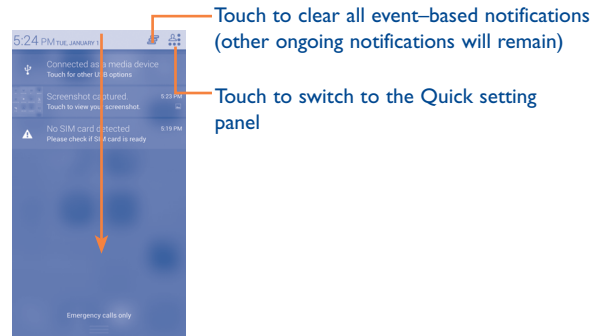 Touch to clear all event–based notifications
(other ongoing notifications will remain)
5:24 PM TUE, JANUARY 1
Connected as a media device
Touch for other USB options
Touch to switch to the Quick setting
panel
Screenshot captured. 5:23 PM
Touch to view your screenshot.
No SIM card detected 5:19 PM
Please check if SIM card is ready
Emergency calls only